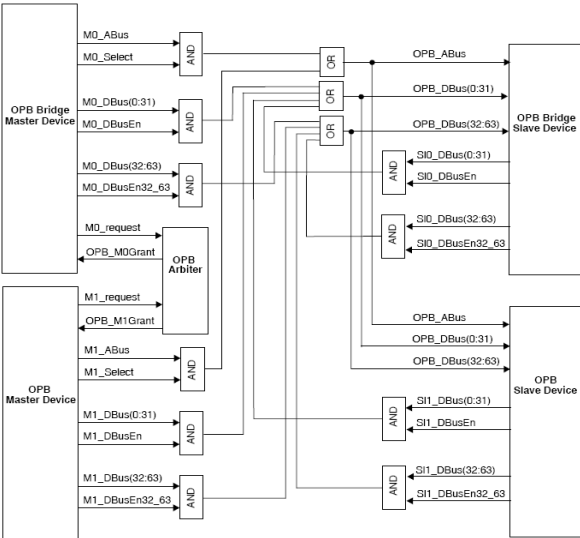 M0_ABus
AND
M0_Select
OR
OPB_ABus
OPB Bridge
Master Device
M0_DBus(0:31)
AND
M0_DBusEn
OR
OPB_DBus(0:31)
OPB_DBus(32:63)
OPB Bridge
Slave Device
OR
M0_DBus(32:63)
AND
M0_DBusEn32_63
AND
Sl0_DBus(0:31)
Sl0_DBusEn
M0_request
OPB_M0Grant
OPB
Arbiter
AND
Sl0_DBus(32:63)
Sl0_DBusEn32_63
M1_request
OPB_M1Grant
OPB
Master Device
M1_ABus
AND
M1_Select
OPB_ABus
OPB_DBus(0:31)
OPB_DBus(32:63)
OPB
Slave Device
M1_DBus(0:31)
AND
M1_DBusEn
AND
Sl1_DBus(0:31)
Sl1_DBusEn
M1_DBus(32:63)
AND
M1_DBusEn32_63
AND
Sl1_DBus(32:63)
Sl1_DBusEn32_63